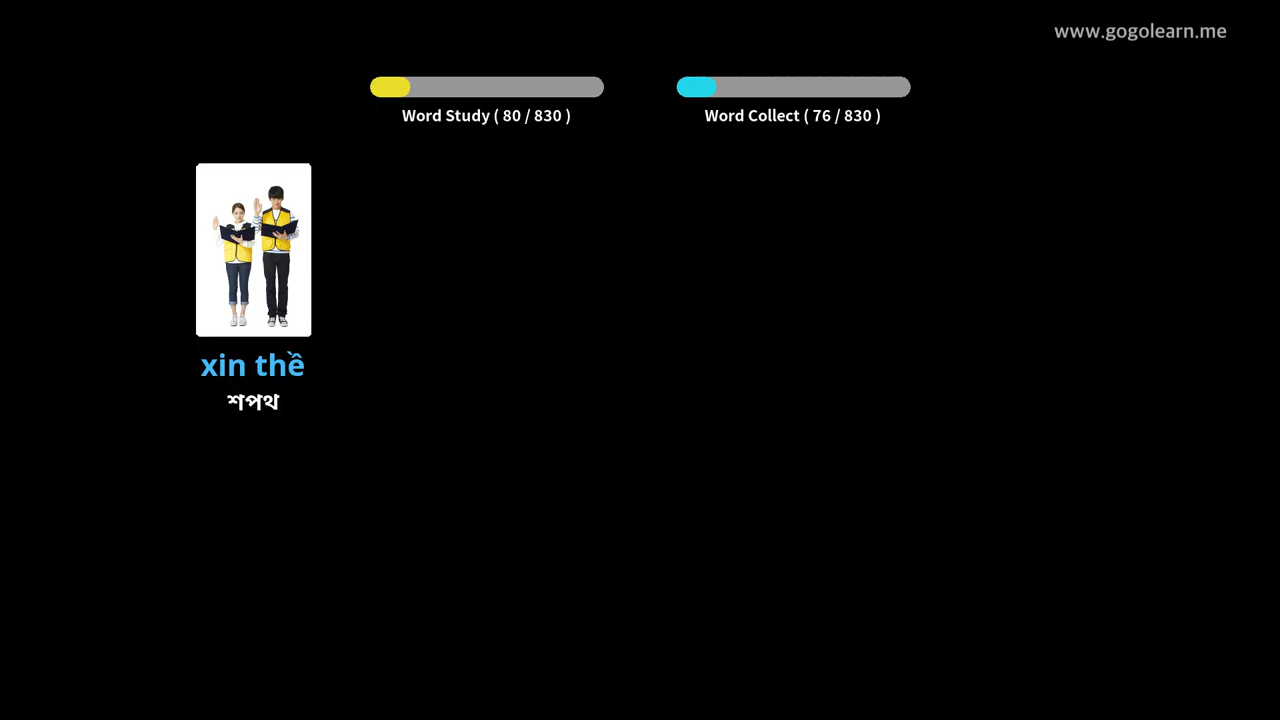 www.gogolearn.me
Word Study ( 80 / 830 )
Word Collect ( 76 / 830 )
xin thề
শপথ